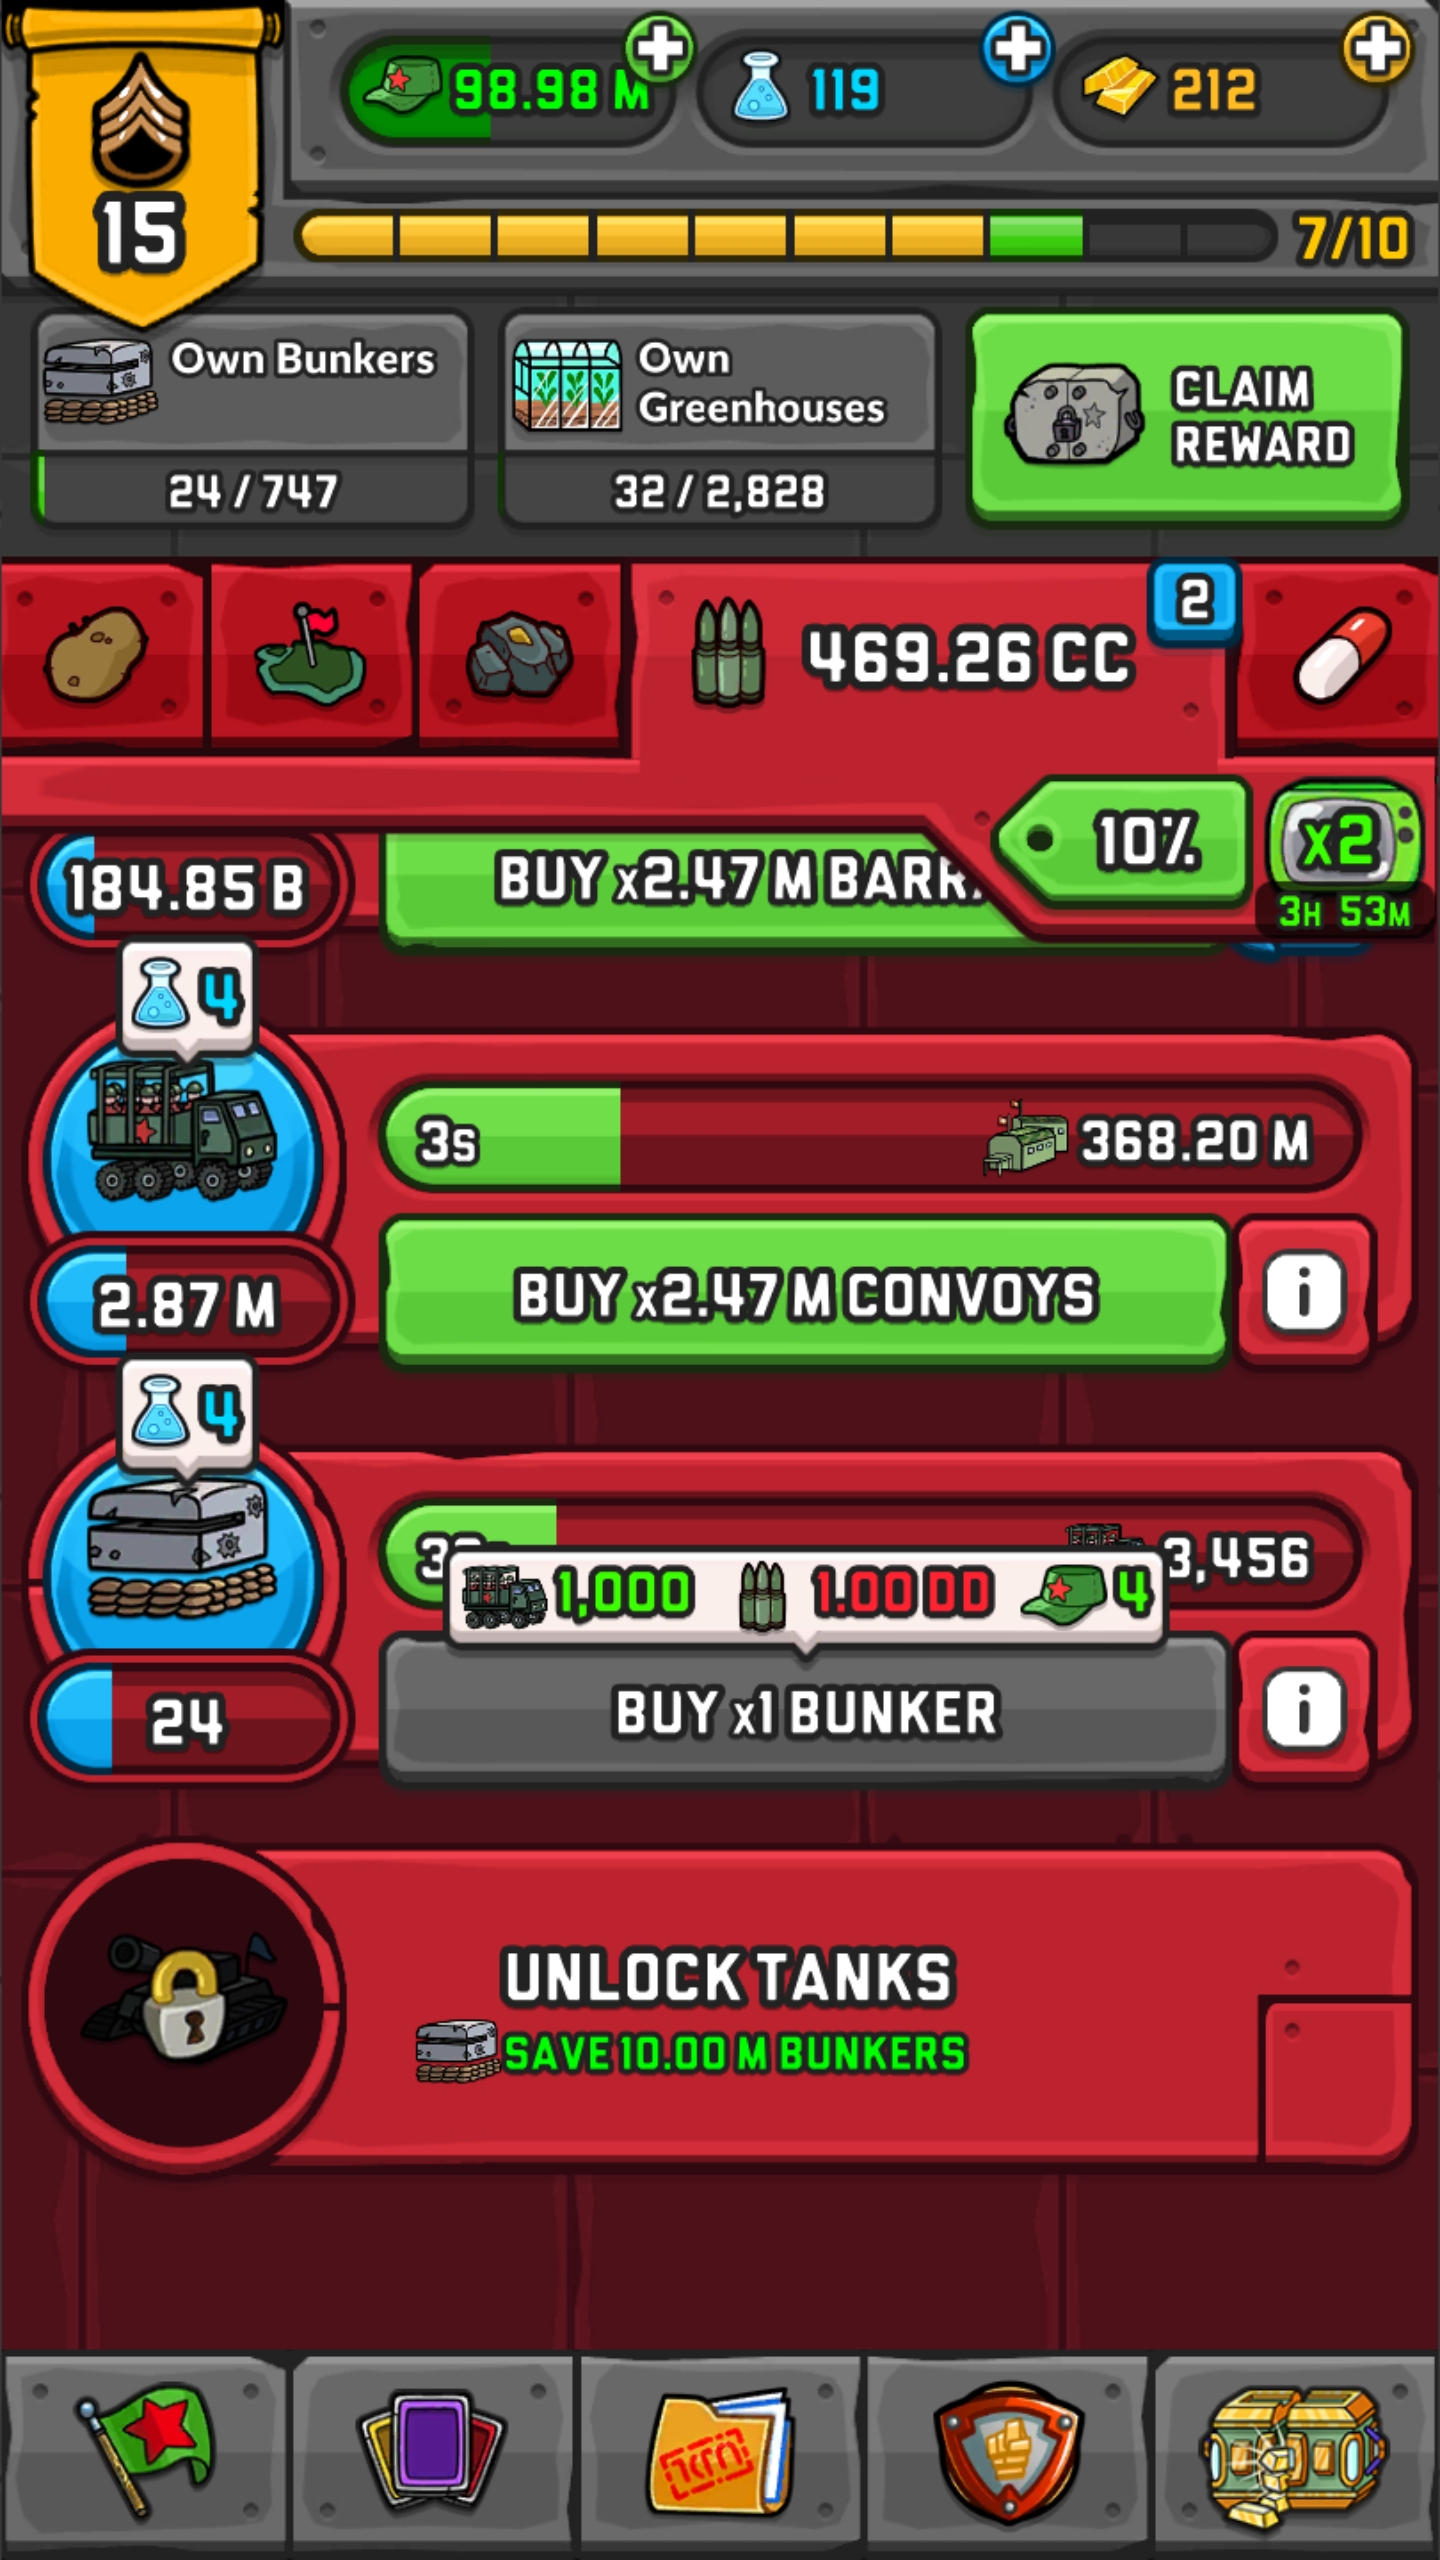 98.98 M
119
212
15
7/10
Own Bunkers
24 / 747
Own
Greenhouses
32 / 2,828
CLAIM
REWARD
469.26 CC
2
10%
x2
3H 53M
184.85 B
BUY x2.47 M BARR
4
3s
368.20 M
2.87 M
BUY x2.47 M CONVOYS
i
4
3,456
1,000
1.00 DD
4
24
BUY x1 BUNKER
i
UNLOCK TANKS
SAVE 10.00 M BUNKERS